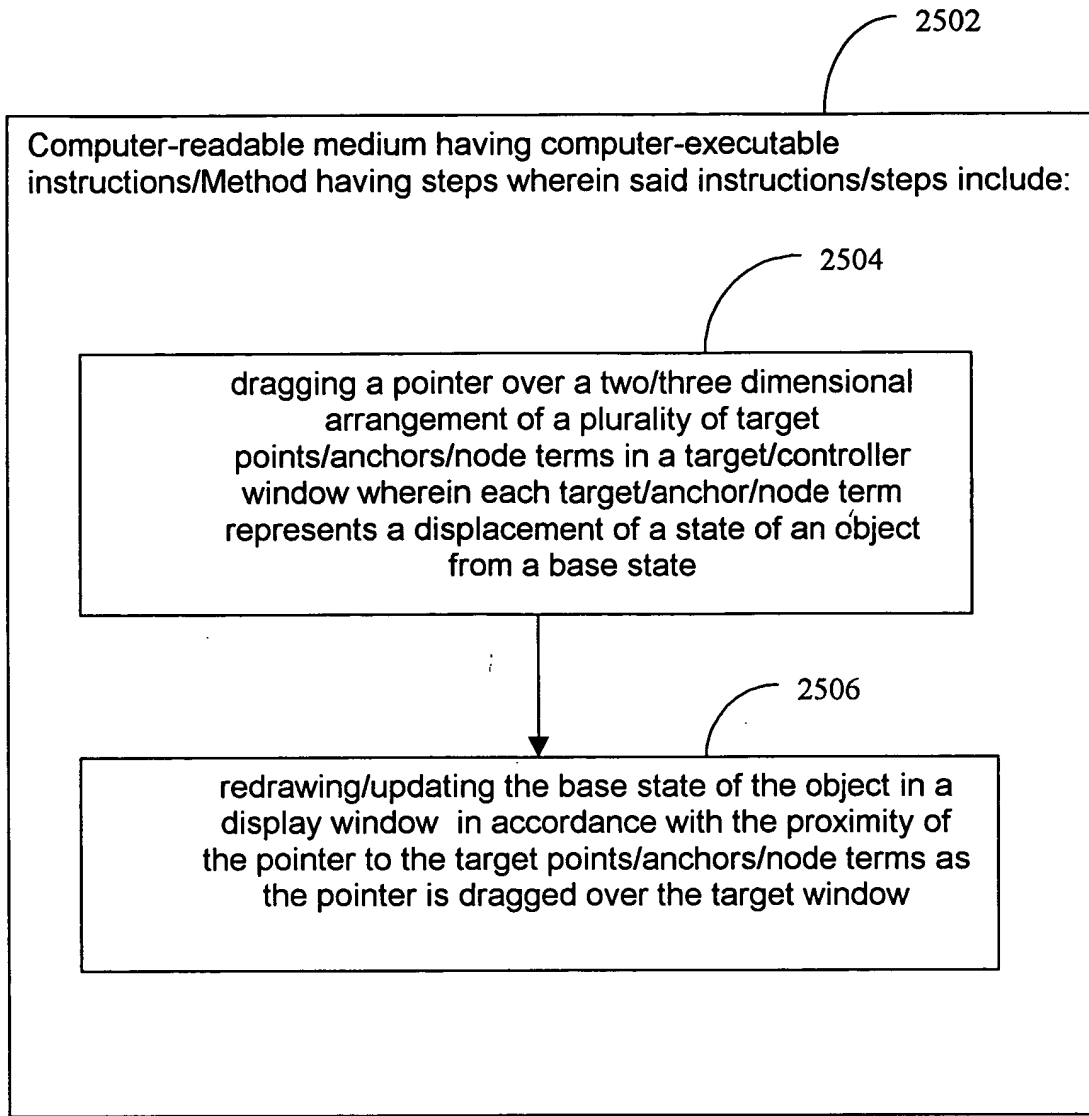 2502
Computer-readable medium having computer-executable
instructions/Method having steps wherein said instructions/steps include:
2504
dragging a pointer over a two/three dimensional
arrangement of a plurality of target
points/anchors/node terms in a target/controller
window wherein each target/anchor/node term
represents a displacement of a state of an object
from a base state
2506
redrawing/updating the base state of the object in a
display window in accordance with the proximity of
the pointer to the target points/anchors/node terms as
the pointer is dragged over the target window